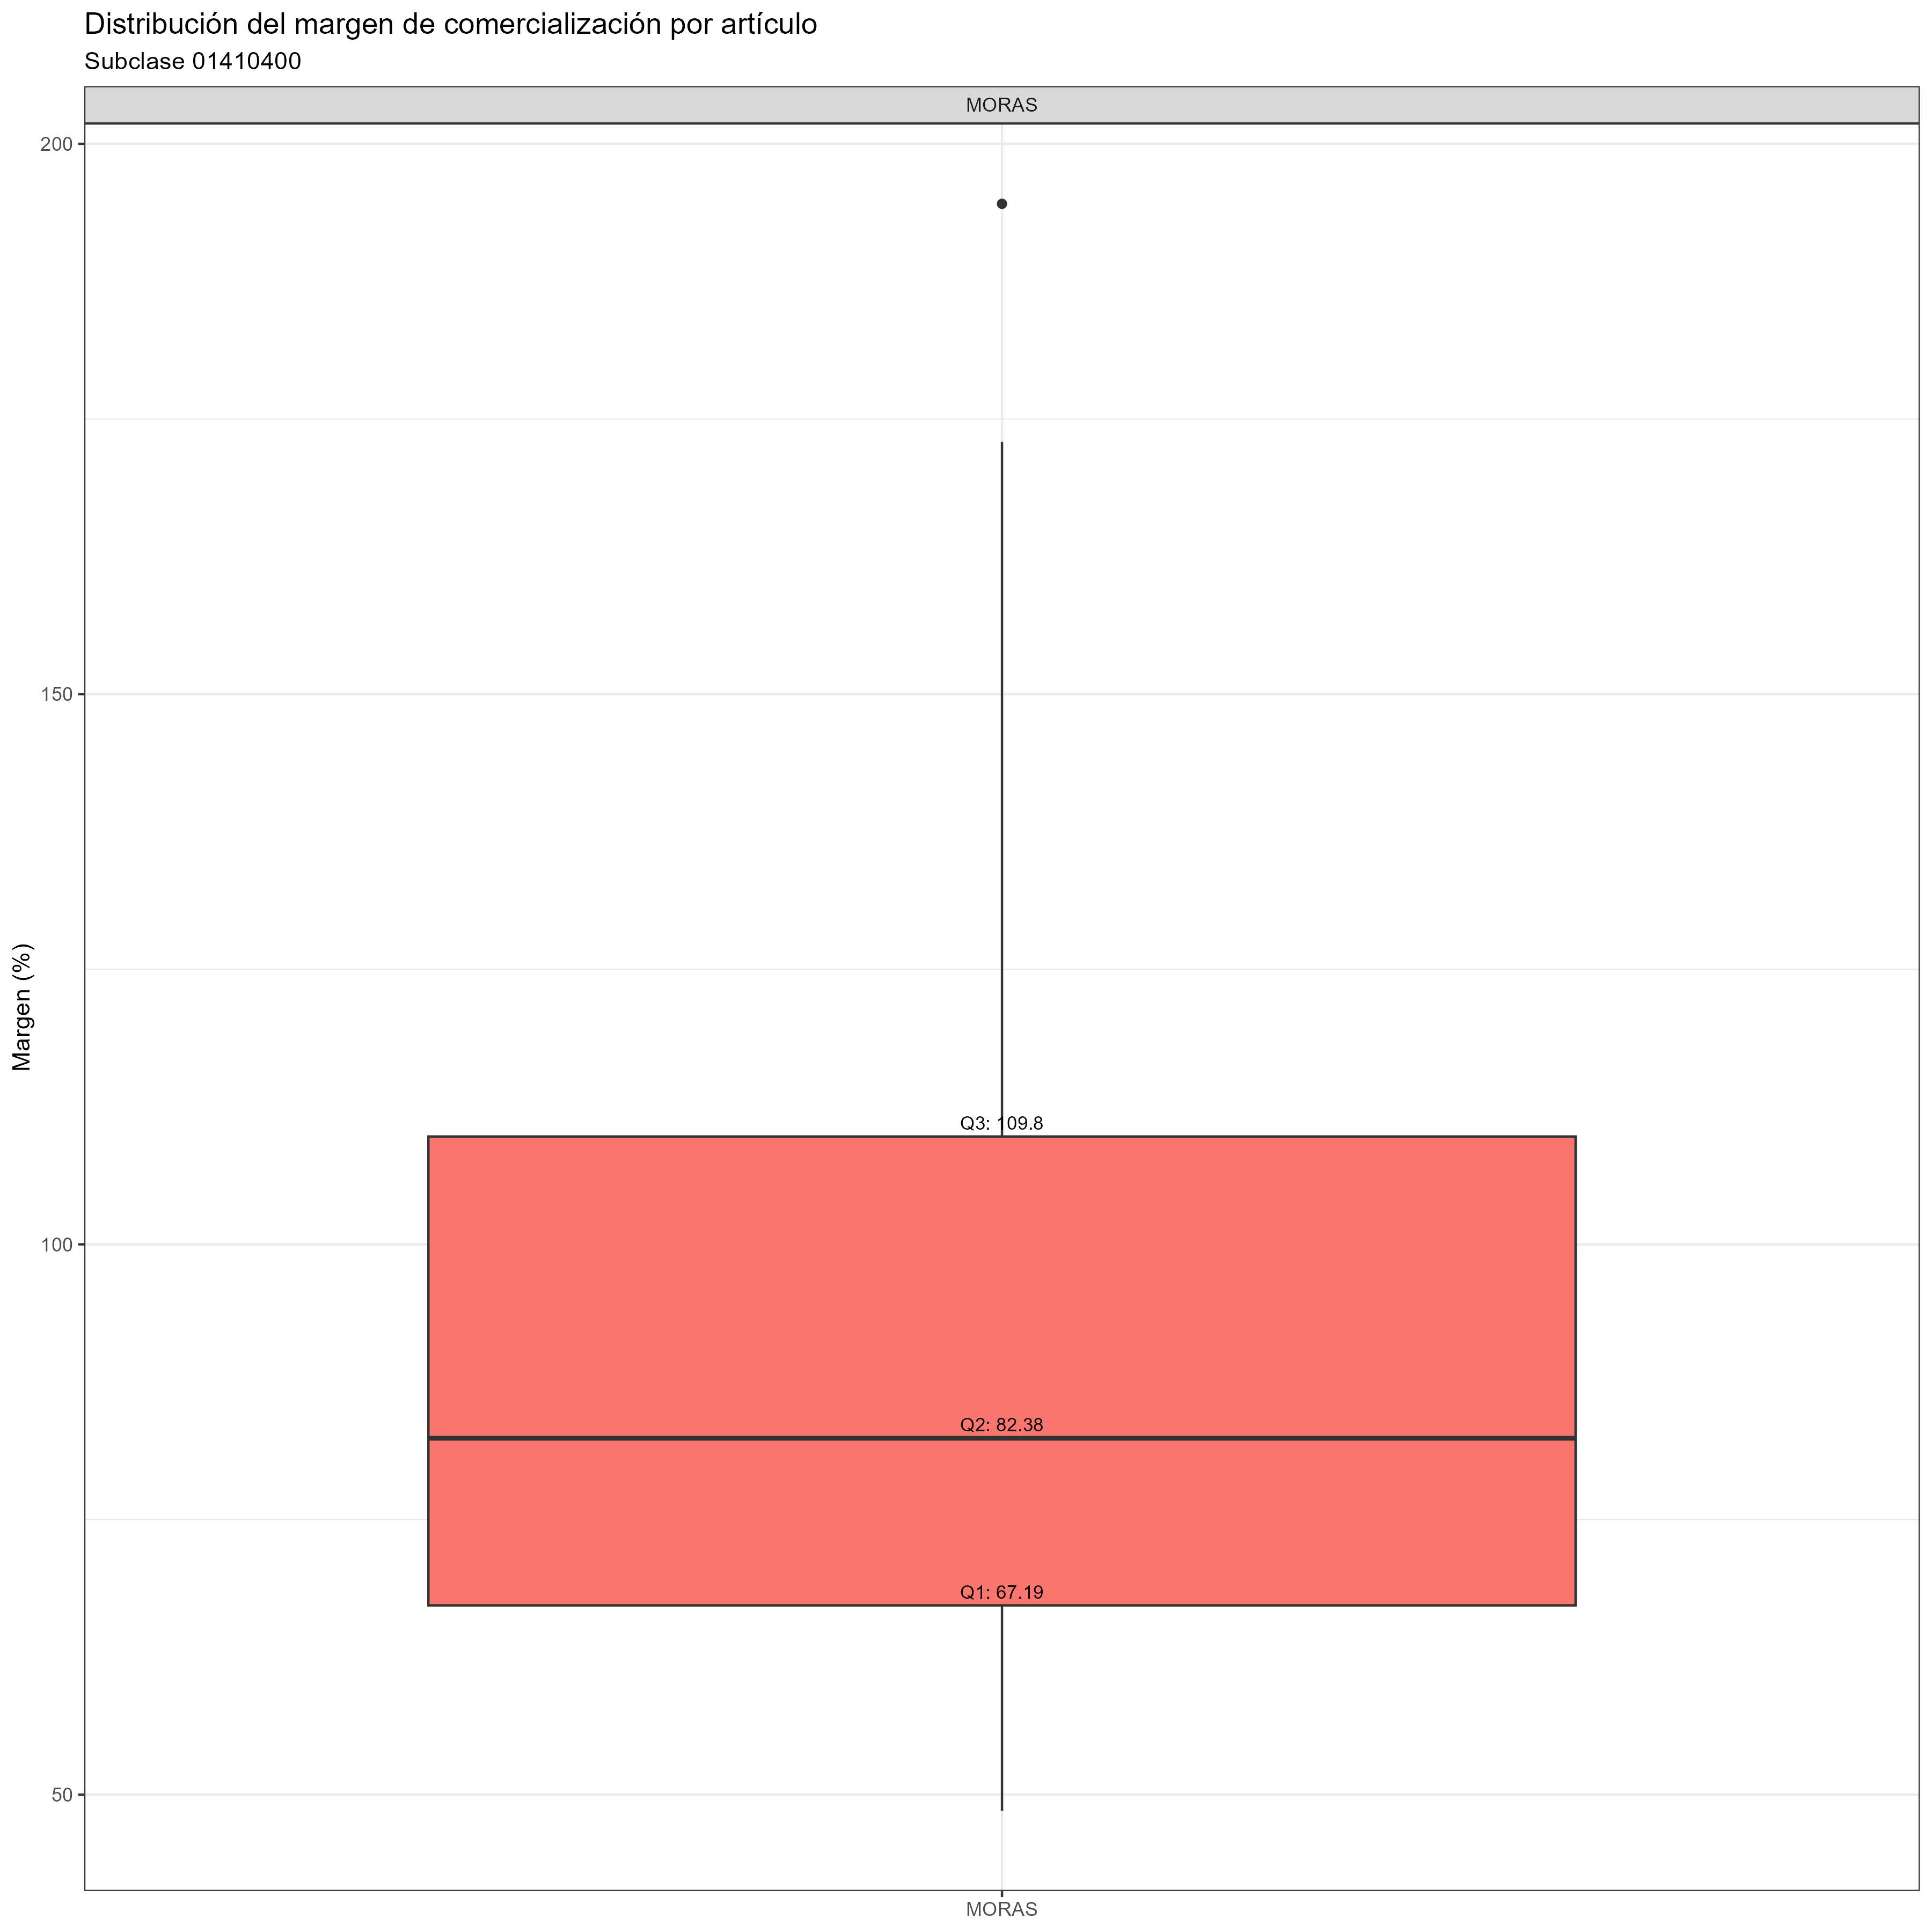 Distribución del margen de comercialización por artículo
Subclase 01410400
MORAS
200
150
100
50
Margen (%)
Q3: 109.8
Q2: 82.38
Q1: 67.19
MORAS